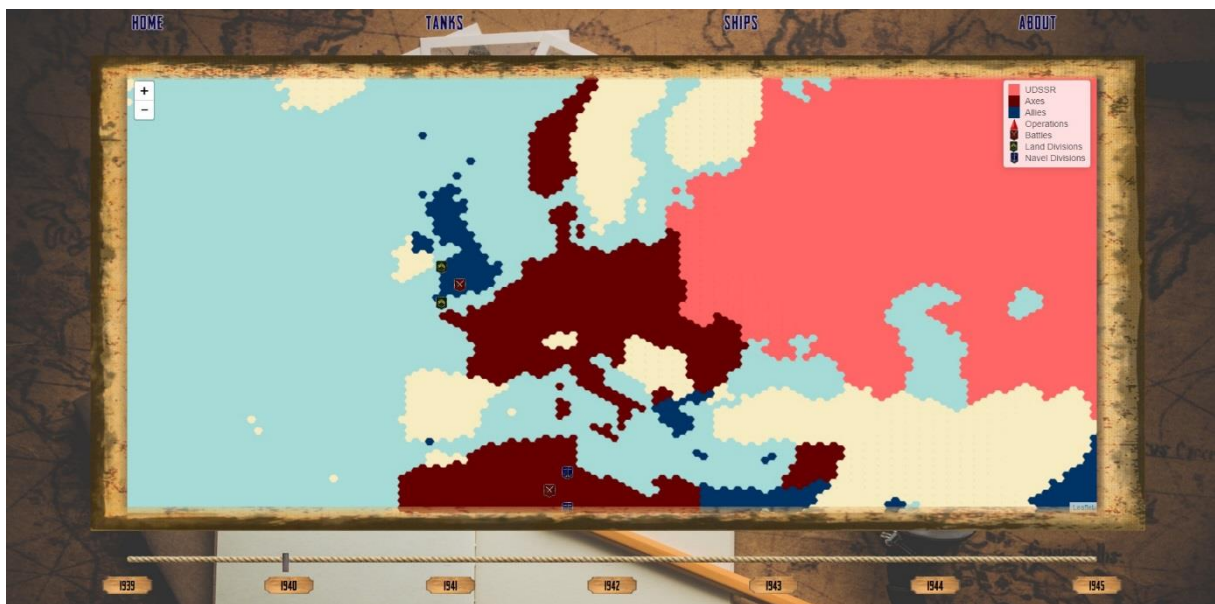 HOME TANKS SHIPS ABOUT
+
−
UDSSR
Axes
Allies
Operations
Battles
Land Divisions
Navel Divisions
Leaflet
1939 1940 1941 1942 1943 1944 1945